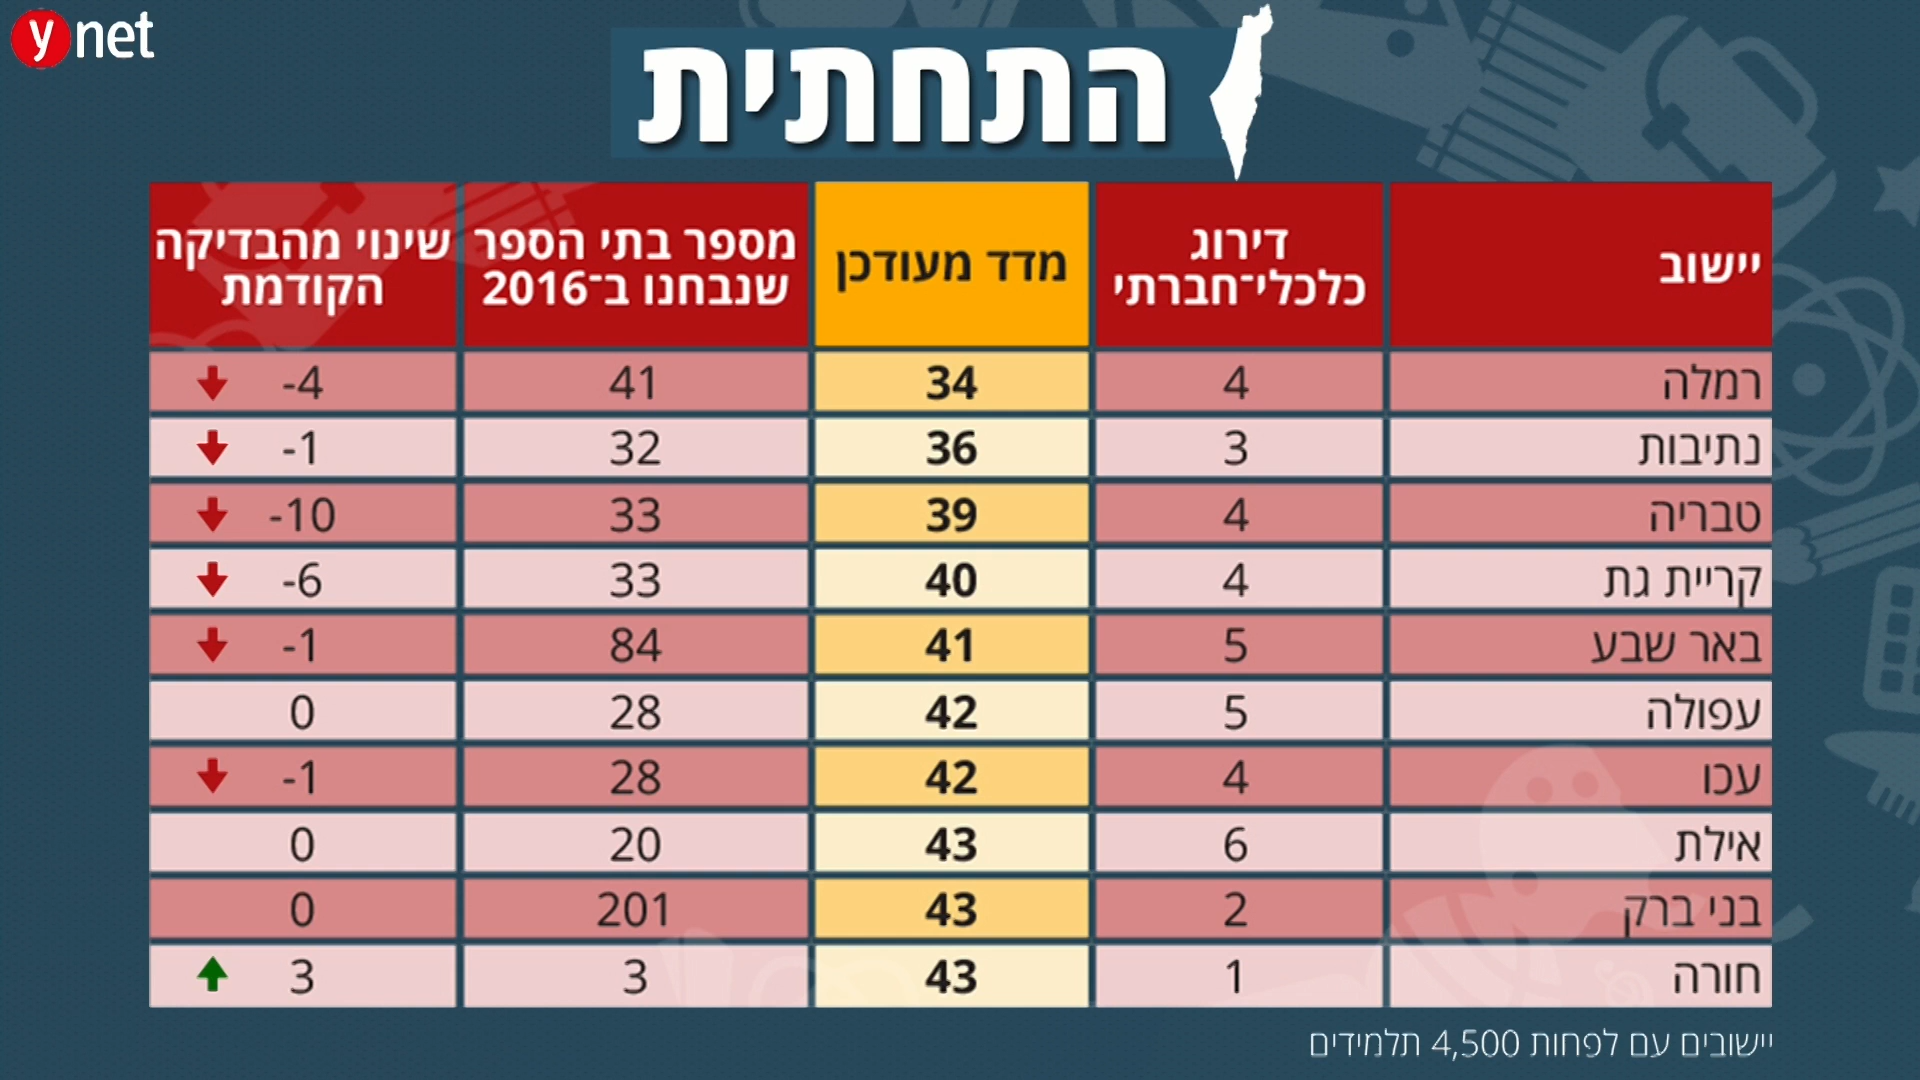 ynet
התחתית
יישוב
דירוג
כלכלי־חברתי
מדד מעודכן
מספר בתי הספר
שנבחנו ב־2016
שינוי מהבדיקה
הקודמת
רמלה 4 34 41 -4
נתיבות 3 36 32 -1
טבריה 4 39 33 -10
קריית גת 4 40 33 -6
באר שבע 5 41 84 -1
עפולה 5 42 28 0
עכו 4 42 28 -1
אילת 6 43 20 0
בני ברק 2 43 201 0
חורה 1 43 3 3
יישובים עם לפחות 4,500 תלמידים